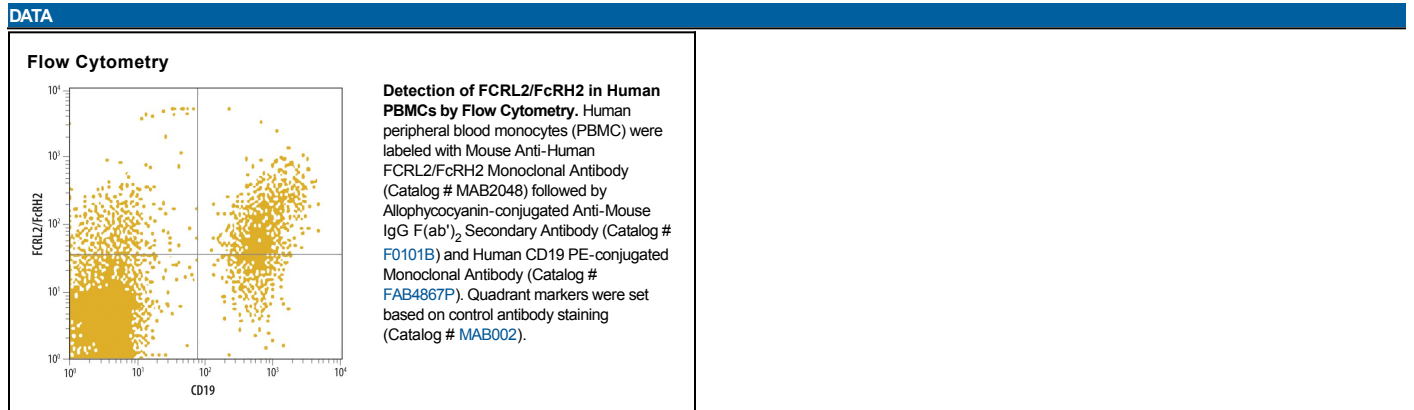 DATA
Flow Cytometry
10⁴
10³
10²
10¹
10⁰
FCRL2/FcRH2
10⁰ 10¹ 10² 10³ 10⁴
CD19
Detection of FCRL2/FcRH2 in Human
PBMCs by Flow Cytometry. Human
peripheral blood monocytes (PBMC) were
labeled with Mouse Anti-Human
FCRL2/FcRH2 Monoclonal Antibody
(Catalog # MAB2048) followed by
Allophycocyanin-conjugated Anti-Mouse
IgG F(ab')₂ Secondary Antibody (Catalog #
F0101B) and Human CD19 PE-conjugated
Monoclonal Antibody (Catalog #
FAB4867P). Quadrant markers were set
based on control antibody staining
(Catalog # MAB002).